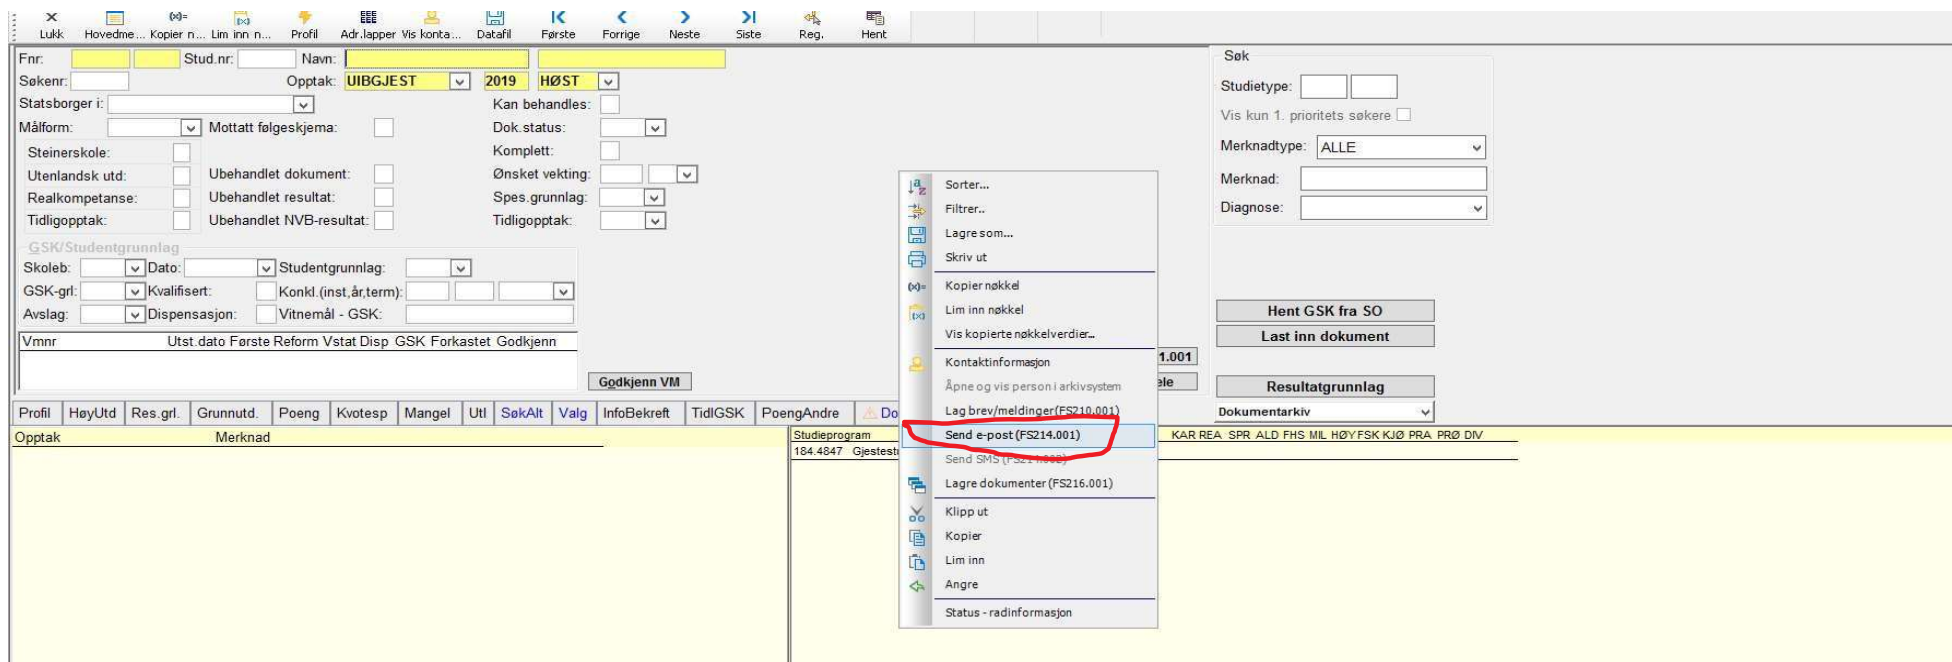 Lukk Hovedme... Kopier n... Lim inn n... Profil Adr.lapper Vis konta... Datafil Første Forrige Neste Siste Reg. Hent
Fnr: Stud.nr: Navn:
Søkenr: Opptak: UIBGJEST 2019 HØST
Statsborger i: Kan behandles:
Målform: Mottatt følgeskjema: Dok.status:
Steinerskole: Komplett:
Utenlandsk utd: Ubehandlet dokument: Ønsket vekting:
Realkompetanse: Ubehandlet resultat: Spes.grunnlag:
Tidligopptak: Ubehandlet NVB-resultat: Tidligopptak:
GSK/Studentgrunnlag
Skoleb: Dato: Studentgrunnlag:
GSK-grl: Kvalifisert: Konkl.(inst,år,term):
Avslag: Dispensasjon: Vitnemål - GSK:
Vmnr Utst.dato Første Reform Vstat Disp GSK Forkastet Godkjenn
Godkjenn VM
Søk
Studietype:
Vis kun 1. prioritets søkere
Merknadtype: ALLE
Merknad:
Diagnose:
Hent GSK fra SO
Last inn dokument
1.001
ele
Resultatgrunnlag
Dokumentarkiv
Profil HøyUtd Res.grl. Grunnutd. Poeng Kvotesp Mangel Utl SøkAlt Valg InfoBekreft TidlGSK PoengAndre Do
Opptak Merknad
Studieprogram KAR REA SPR ALD FHS MIL HØY FSK KJØ PRA PRØ DIV
184.4847 Gjestest
Sorter...
Filtrer..
Lagre som...
Skriv ut
Kopier nøkkel
Lim inn nøkkel
Vis kopierte nøkkelverdier...
Kontaktinformasjon
Åpne og vis person i arkivsystem
Lag brev/meldinger(FS210.001)
Send e-post (FS214.001)
Send SMS (FS214.002)
Lagre dokumenter (FS216.001)
Klipp ut
Kopier
Lim inn
Angre
Status - radinformasjon